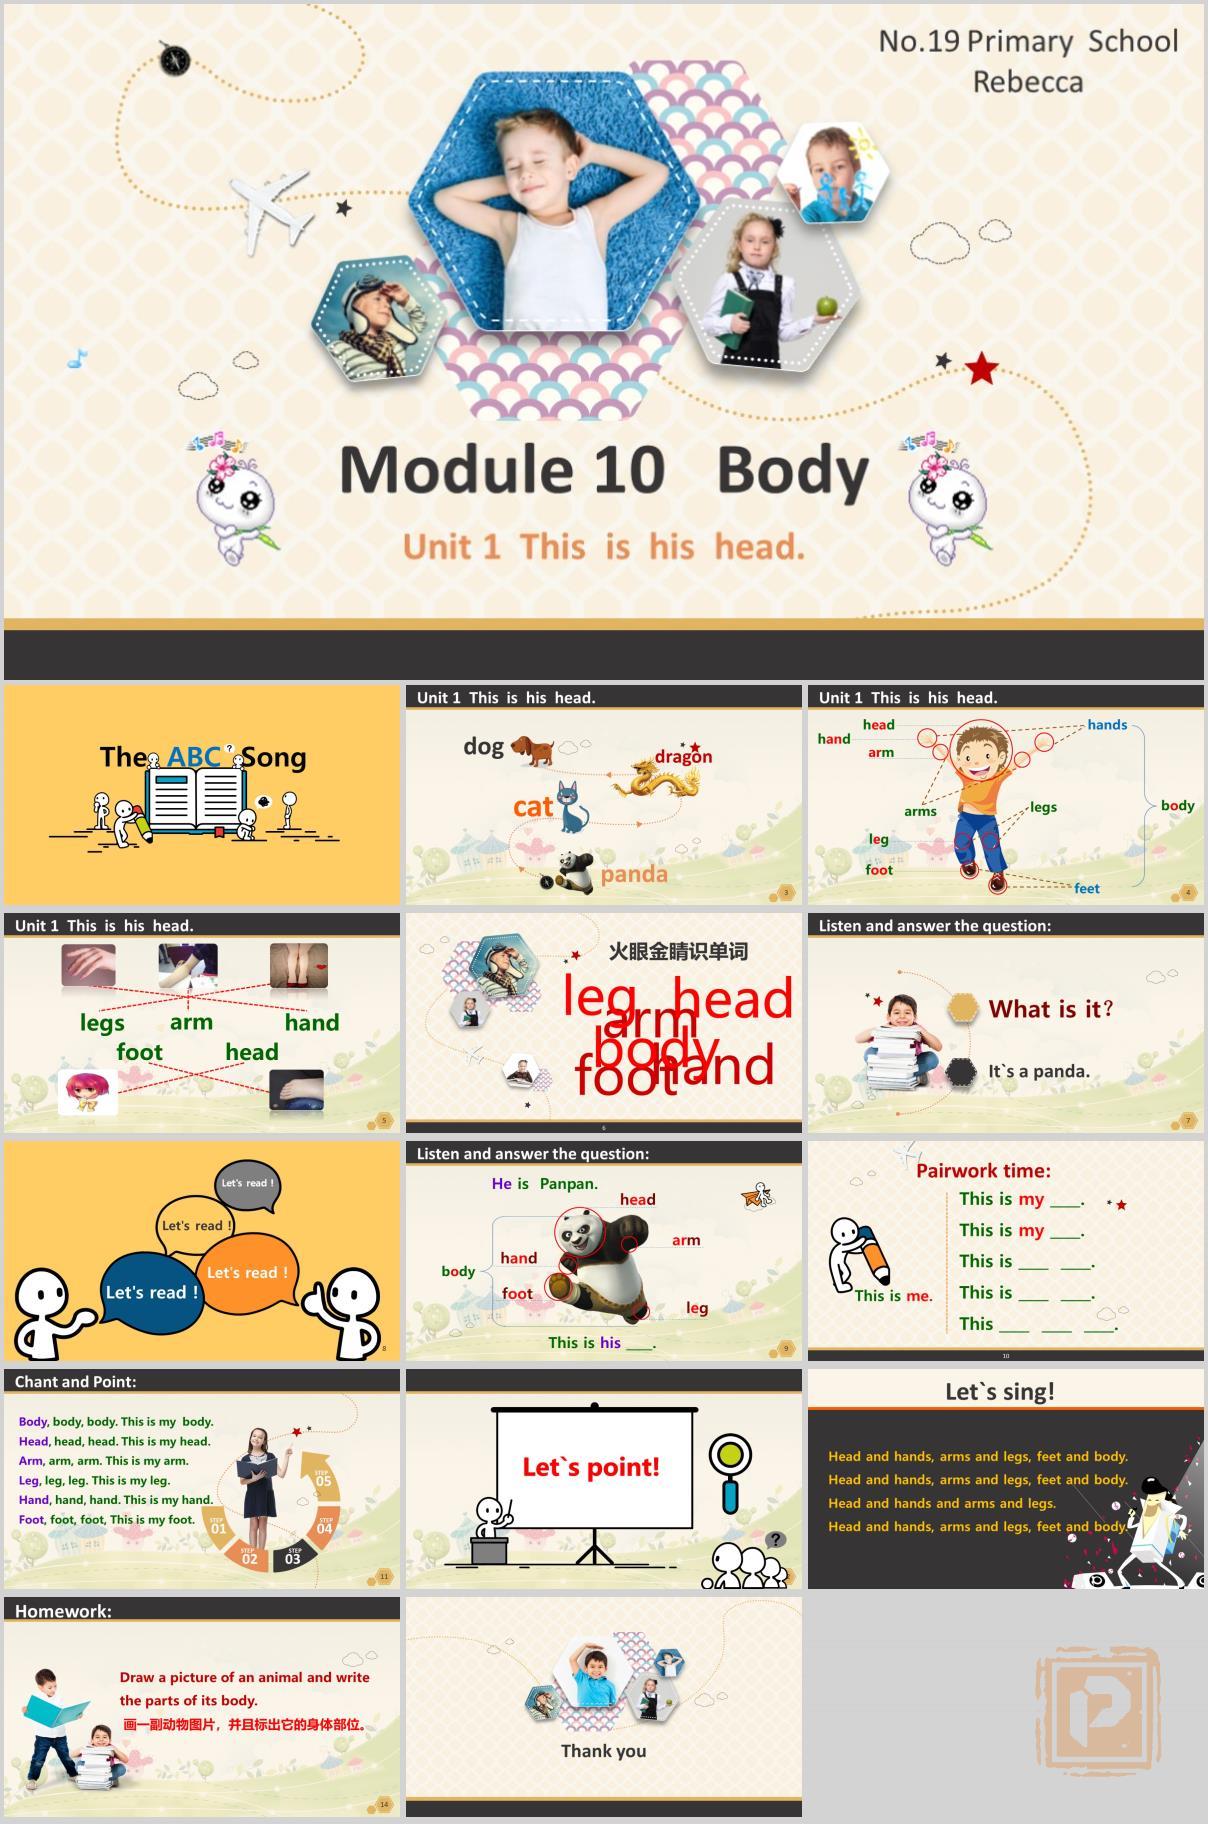 No.19 Primary School
Rebecca
Module 10 Body
Unit 1 This is his head.
The ABC Song
?
Unit 1 This is his head.
dog
dragon
cat
panda
3
Unit 1 This is his head.
head
hand
arm
hands
arms
legs
body
leg
foot
feet
4
Unit 1 This is his head.
legs
arm
hand
foot
head
5
火眼金睛识单词
leg
head
arm
body
foot
hand
6
Listen and answer the question:
What is it?
It`s a panda.
7
Let's read !
Let's read !
Let's read !
Let's read !
8
Listen and answer the question:
He is Panpan.
head
arm
hand
body
foot
leg
This is his ___.
9
Pairwork time:
This is my ___.
This is my ___.
This is ___ ___.
This is me.
This is ___ ___.
This ___ ___ ___.
10
Chant and Point:
Body, body, body. This is my body.
Head, head, head. This is my head.
Arm, arm, arm. This is my arm.
Leg, leg, leg. This is my leg.
Hand, hand, hand. This is my hand.
Foot, foot, foot, This is my foot.
STEP 01
STEP 02
STEP 03
STEP 04
STEP 05
11
Let`s point!
?
Let`s sing!
Head and hands, arms and legs, feet and body.
Head and hands, arms and legs, feet and body.
Head and hands and arms and legs.
Head and hands, arms and legs, feet and body.
Homework:
Draw a picture of an animal and write
the parts of its body.
画一副动物图片，并且标出它的身体部位。
14
Thank you